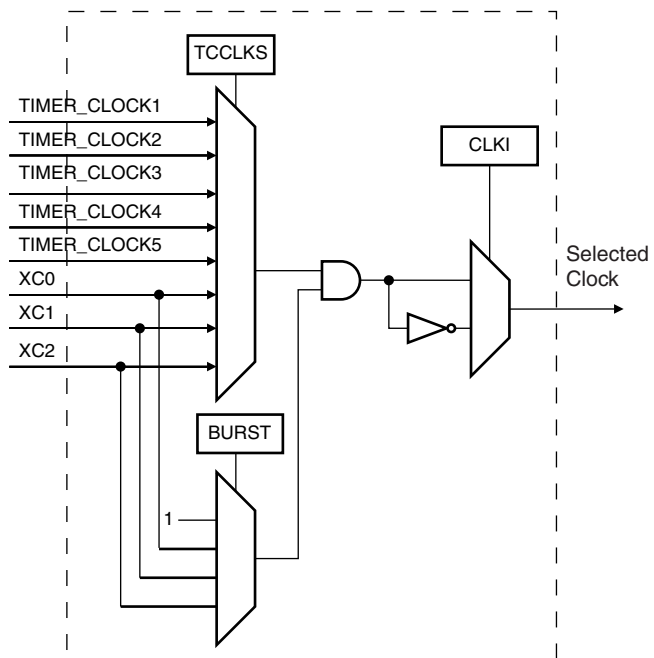 TCCLKS
TIMER_CLOCK1
TIMER_CLOCK2
TIMER_CLOCK3
TIMER_CLOCK4
TIMER_CLOCK5
XC0
XC1
XC2
CLKI
Selected
Clock
BURST
1